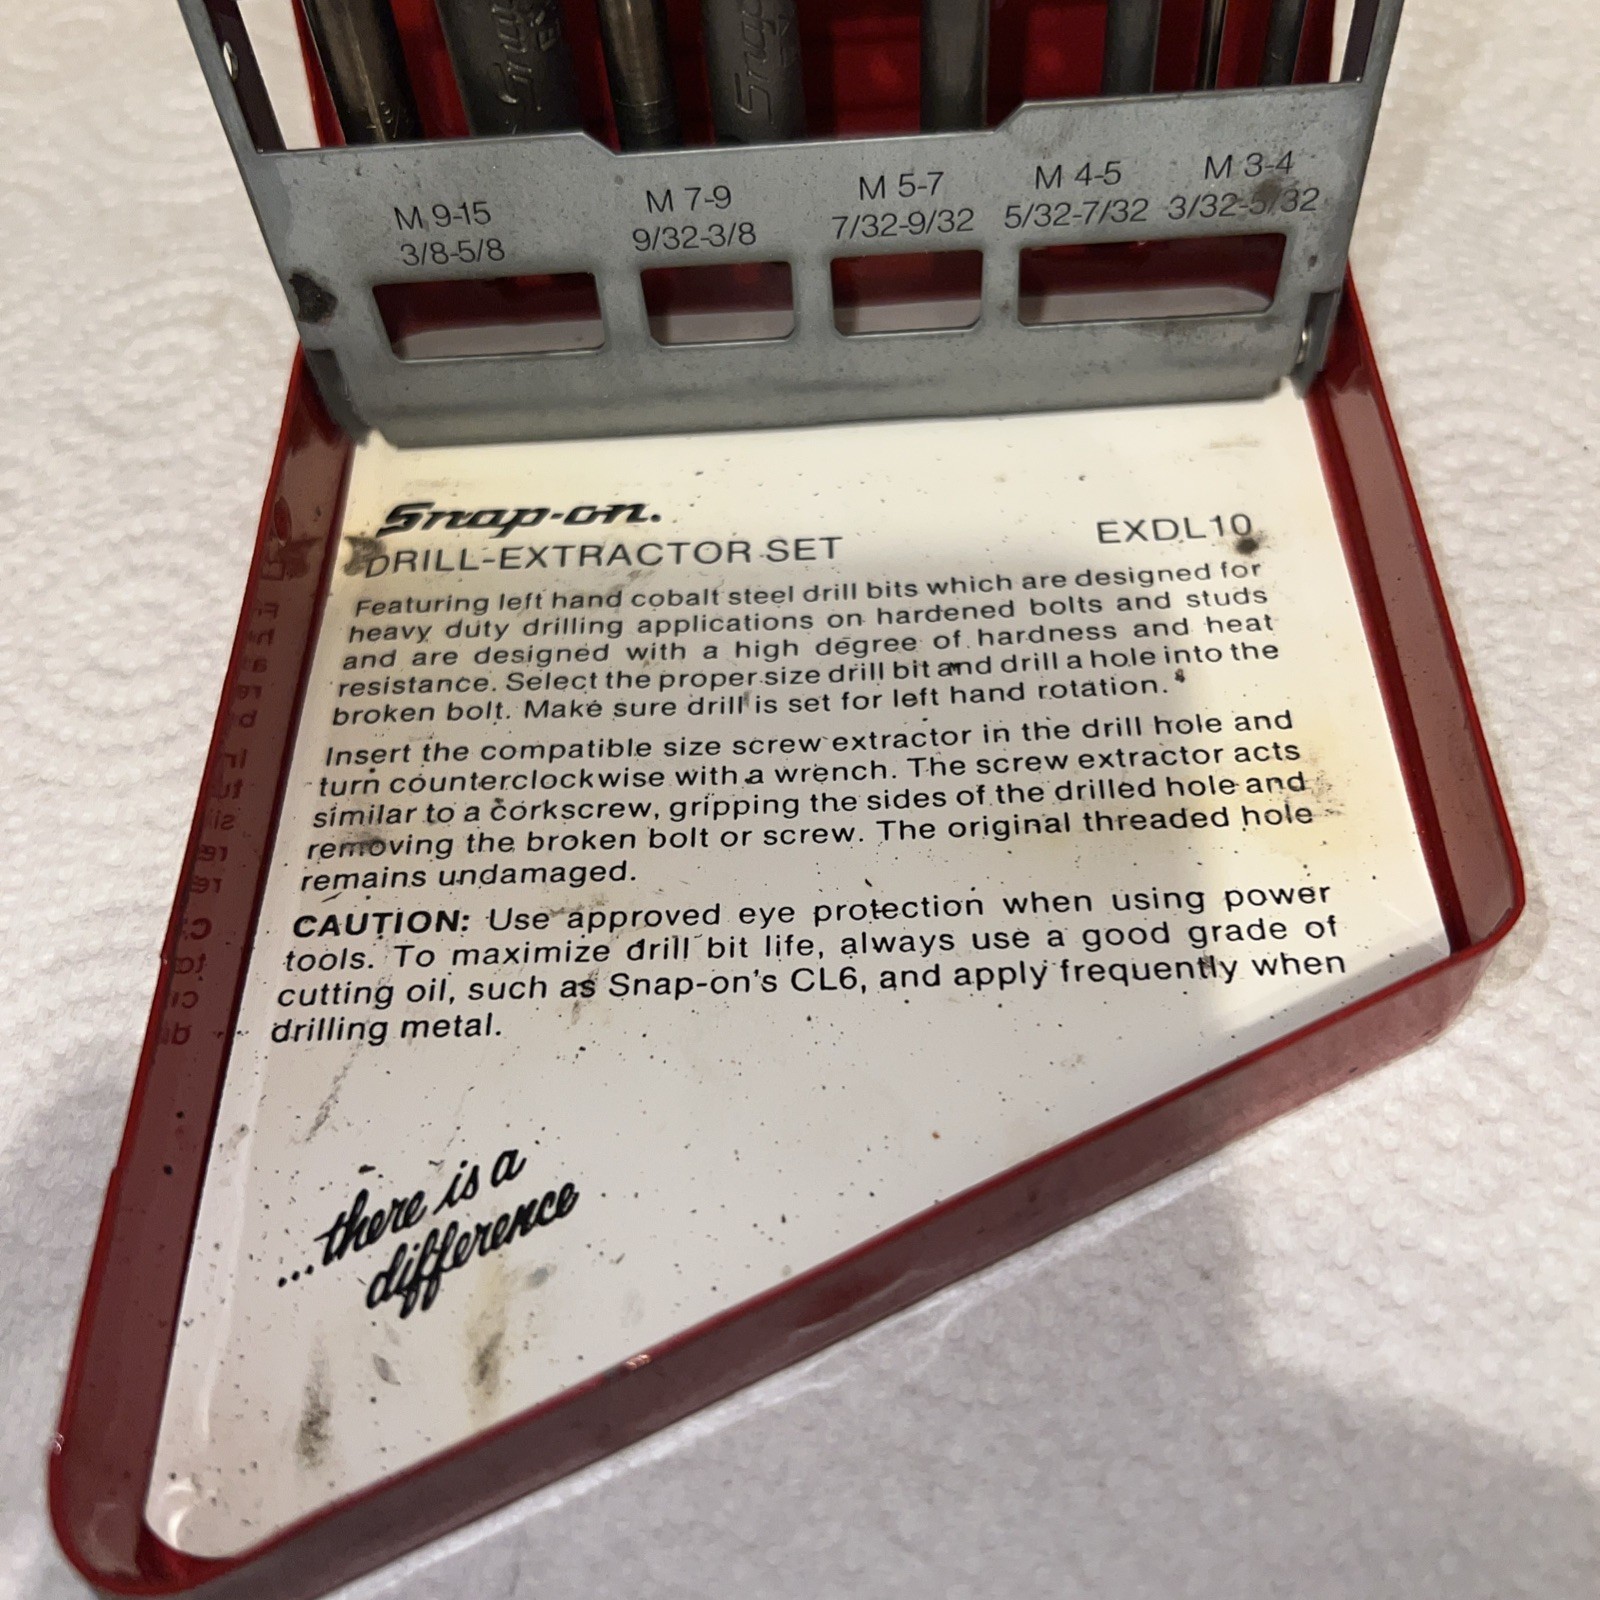 Snap
EX
Snap
M 9-15
3/8-5/8
M 7-9
9/32-3/8
M 5-7
7/32-9/32
M 4-5
5/32-7/32
M 3-4
3/32-5/32
Snap-on.
DRILL-EXTRACTOR SET
EXDL10
Featuring left hand cobalt steel drill bits which are designed for
heavy duty drilling applications on hardened bolts and studs
and are designed with a high degree of hardness and heat
resistance. Select the proper size drill bit and drill a hole into the
broken bolt. Make sure drill is set for left hand rotation.
Insert the compatible size screw extractor in the drill hole and
turn counterclockwise with a wrench. The screw extractor acts
similar to a corkscrew, gripping the sides of the drilled hole and
removing the broken bolt or screw. The original threaded hole
remains undamaged.
CAUTION: Use approved eye protection when using power
tools. To maximize drill bit life, always use a good grade of
cutting oil, such as Snap-on's CL6, and apply frequently when
drilling metal.
...there is a
difference